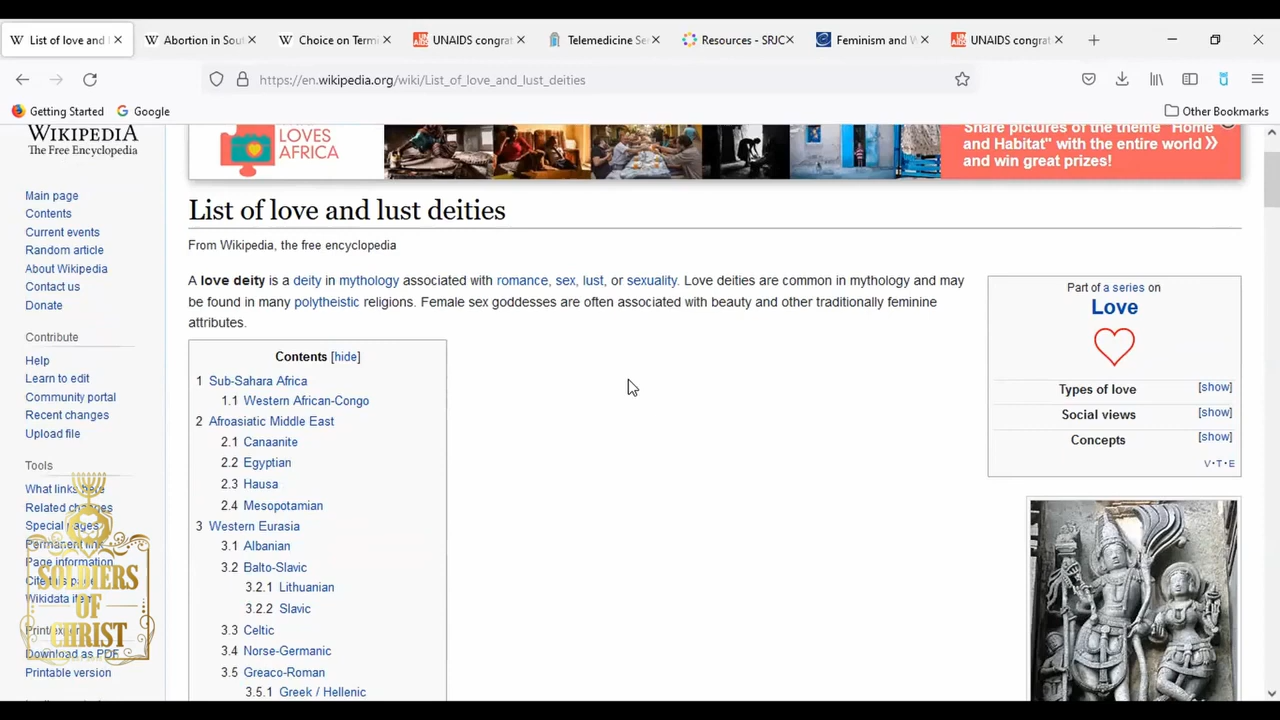 List of love and
Abortion in Sou
Choice on Termi
UNAIDS congrat
Telemedicine Se
Resources - SRJC
Feminism and W
UNAIDS congrat
https://en.wikipedia.org/wiki/List_of_love_and_lust_deities
Getting Started
Google
Other Bookmarks
WIKIPEDIA
The Free Encyclopedia
LOVES
AFRICA
Share pictures of the theme "Home
and Habitat" with the entire world
and win great prizes!
Main page
Contents
Current events
Random article
About Wikipedia
Contact us
Donate
Contribute
Help
Learn to edit
Community portal
Recent changes
Upload file
Tools
What links here
Related changes
Special pages
Permanent link
Page information
Cite this page
Wikidata item
Download as PDF
Printable version
SOLDIERS
OF
CHRIST
List of love and lust deities
From Wikipedia, the free encyclopedia
A love deity is a deity in mythology associated with romance, sex, lust, or sexuality. Love deities are common in mythology and may
be found in many polytheistic religions. Female sex goddesses are often associated with beauty and other traditionally feminine
attributes.
Contents [hide]
1 Sub-Sahara Africa
1.1 Western African-Congo
2 Afroasiatic Middle East
2.1 Canaanite
2.2 Egyptian
2.3 Hausa
2.4 Mesopotamian
3 Western Eurasia
3.1 Albanian
3.2 Balto-Slavic
3.2.1 Lithuanian
3.2.2 Slavic
3.3 Celtic
3.4 Norse-Germanic
3.5 Greaco-Roman
3.5.1 Greek / Hellenic
Part of a series on
Love
Types of love [show]
Social views [show]
Concepts [show]
V·T·E